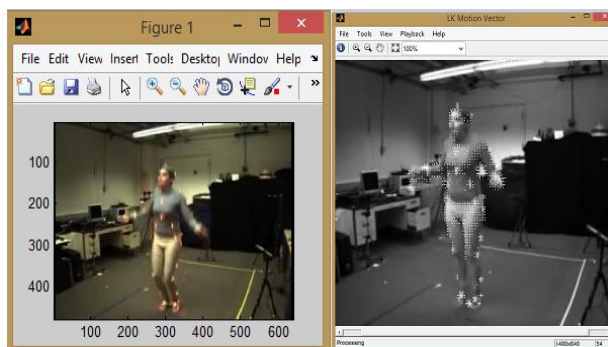 Figure 1
File Edit View Insert Tools Desktop Window Help
100
200
300
400
100 200 300 400 500 600
LK Motion Vector
File Tools View Playback Help
100%
Processing
54